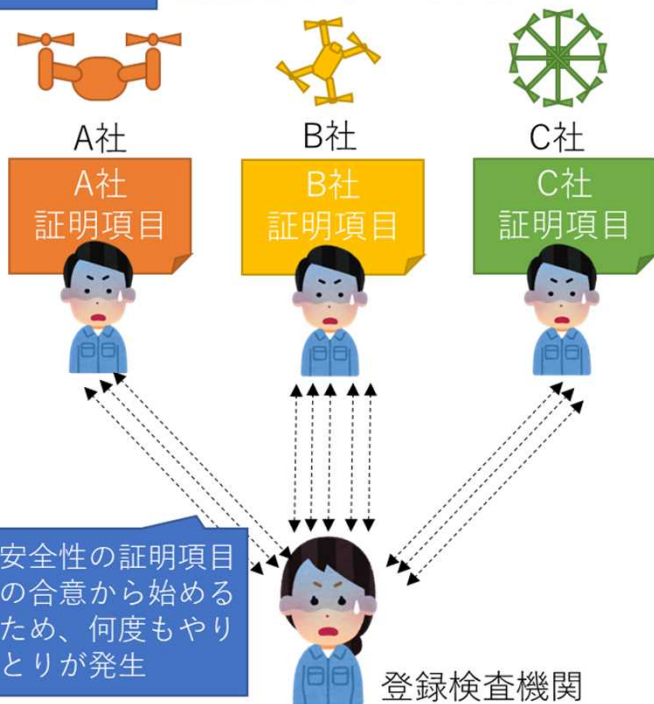 A社
B社
C社
A社
証明項目
B社
証明項目
C社
証明項目
安全性の証明項目
の合意から始める
ため、何度もやり
とりが発生
登録検査機関